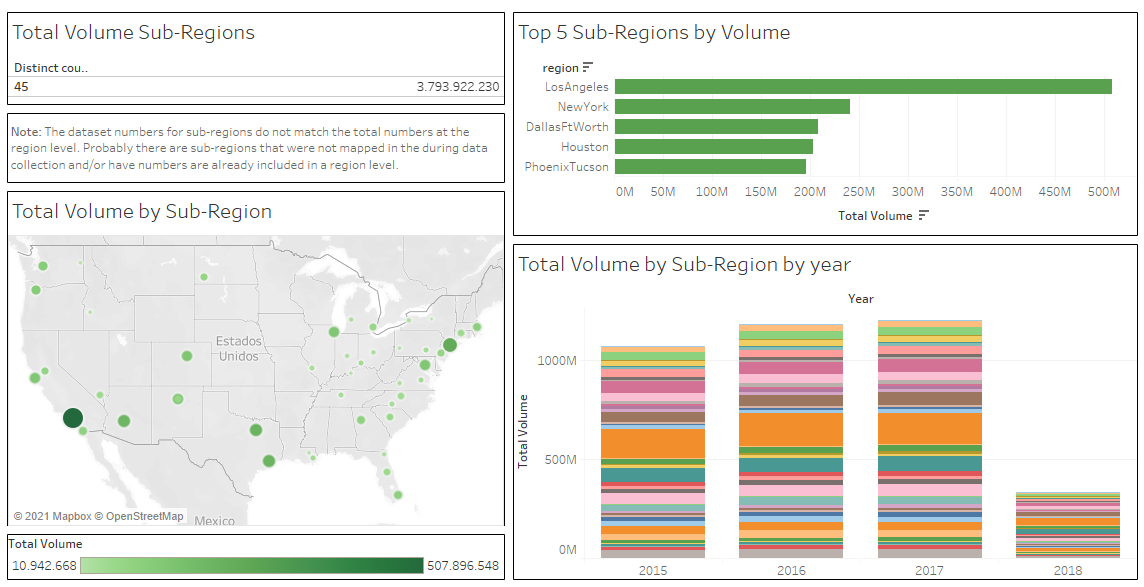 Total Volume Sub-Regions
Distinct cou..
45 3.793.922.230
Note: The dataset numbers for sub-regions do not match the total numbers at the
region level. Probably there are sub-regions that were not mapped in the during data
collection and/or have numbers are already included in a region level.
Total Volume by Sub-Region
Estados
Unidos
© 2021 Mapbox © OpenStreetMap
Mexico
Total Volume
10.942.668 507.896.548
Top 5 Sub-Regions by Volume
region
LosAngeles
NewYork
DallasFtWorth
Houston
PhoenixTucson
0M 50M 100M 150M 200M 250M 300M 350M 400M 450M 500M
Total Volume
Total Volume by Sub-Region by year
Year
1000M
500M
0M
Total Volume
2015 2016 2017 2018